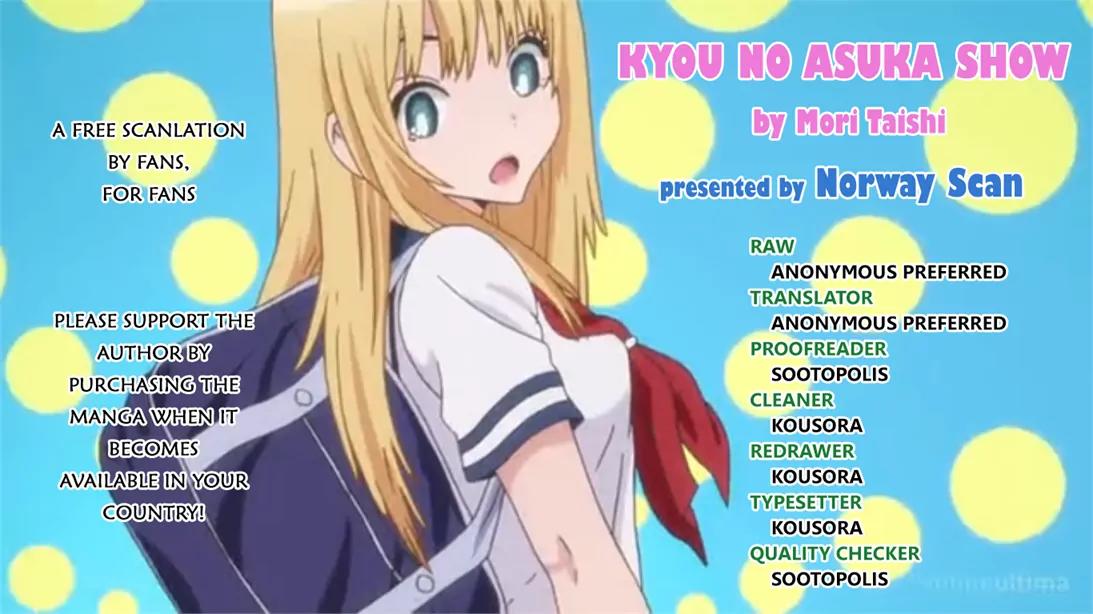 KYOU NO ASUKA SHOW
by Mori Taishi
presented by Norway Scan
A FREE SCANLATION
BY FANS,
FOR FANS
PLEASE SUPPORT THE
AUTHOR BY
PURCHASING THE
MANGA WHEN IT
BECOMES
AVAILABLE IN YOUR
COUNTRY!
RAW
ANONYMOUS PREFERRED
TRANSLATOR
ANONYMOUS PREFERRED
PROOFREADER
SOOTOPOLIS
CLEANER
KOUSORA
REDRAWER
KOUSORA
TYPESETTER
KOUSORA
QUALITY CHECKER
SOOTOPOLIS